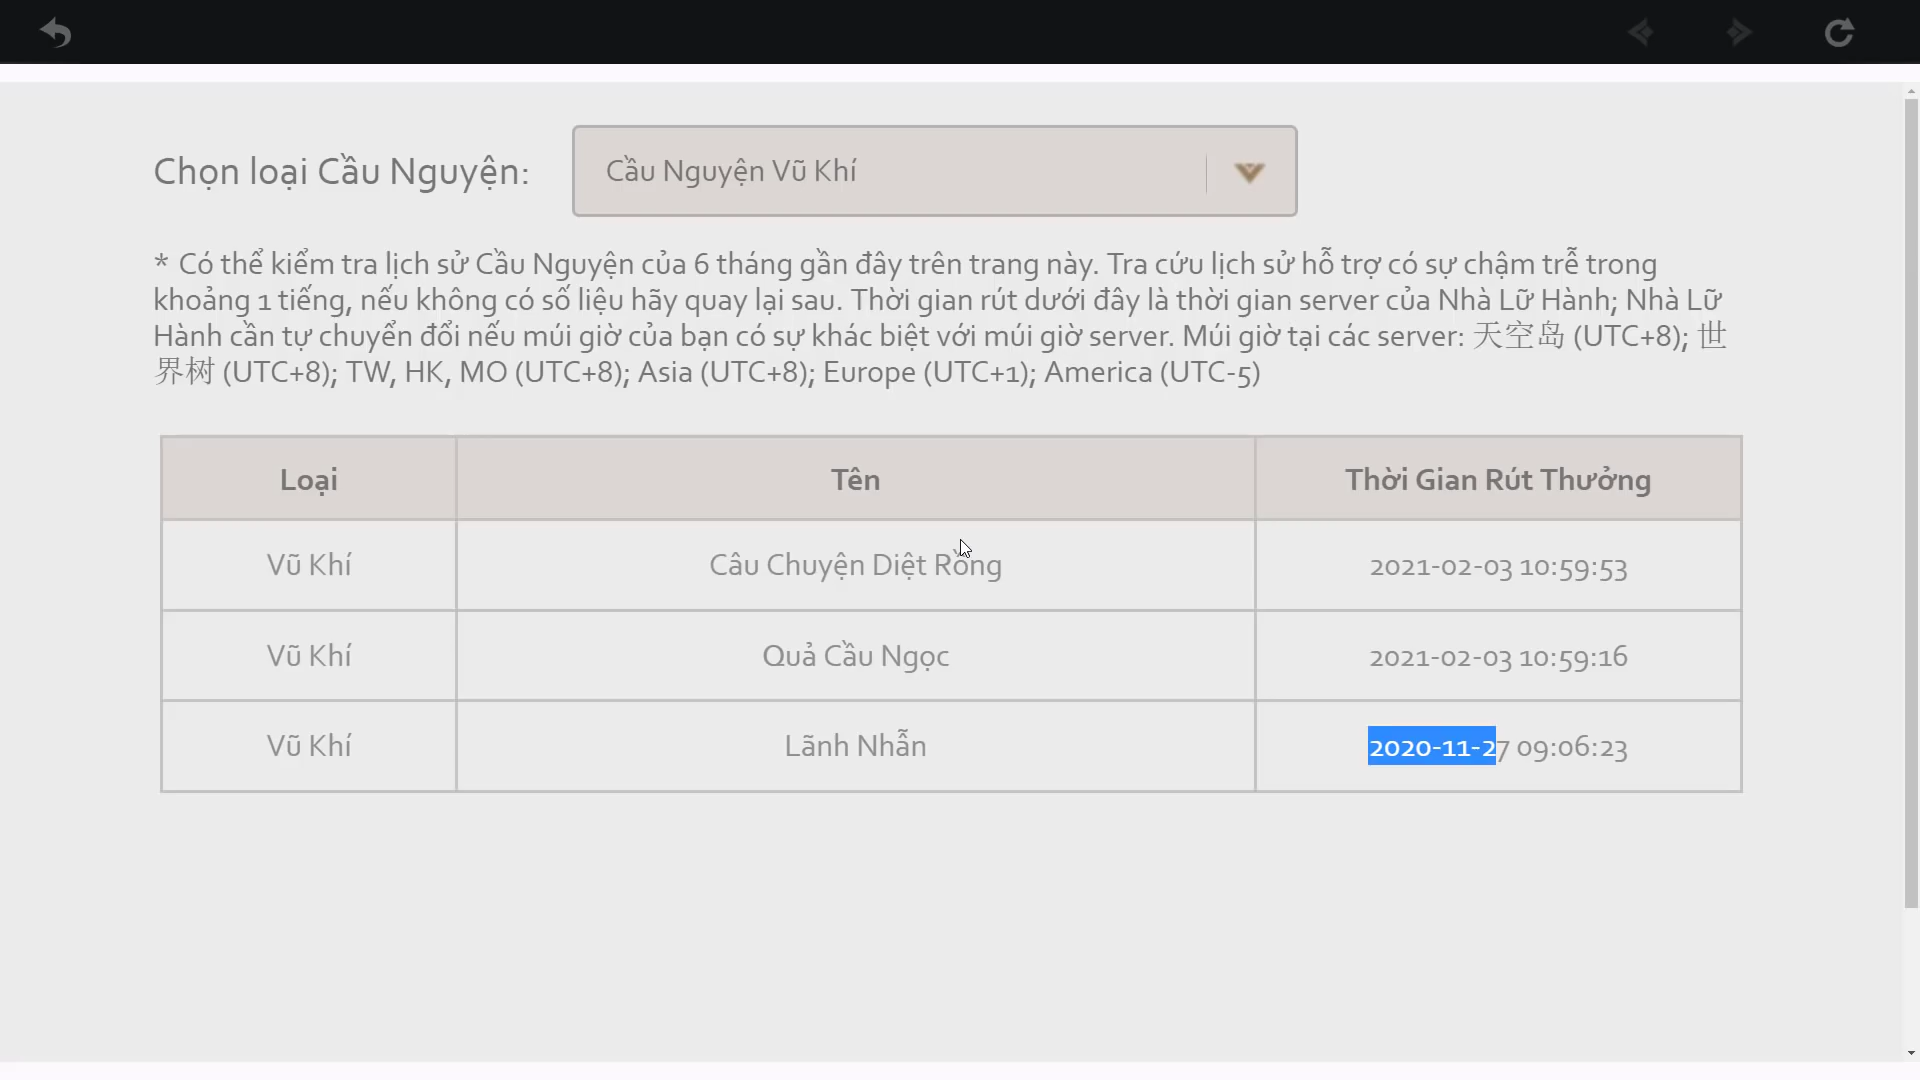 Chọn loại Cầu Nguyện:
Cầu Nguyện Vũ Khí
* Có thể kiểm tra lịch sử Cầu Nguyện của 6 tháng gần đây trên trang này. Tra cứu lịch sử hỗ trợ có sự chậm trễ trong
khoảng 1 tiếng, nếu không có số liệu hãy quay lại sau. Thời gian rút dưới đây là thời gian server của Nhà Lữ Hành; Nhà Lữ
Hành cần tự chuyển đổi nếu múi giờ của bạn có sự khác biệt với múi giờ server. Múi giờ tại các server: 天空岛 (UTC+8); 世
界树 (UTC+8); TW, HK, MO (UTC+8); Asia (UTC+8); Europe (UTC+1); America (UTC-5)
Loại Tên Thời Gian Rút Thưởng
Vũ Khí Câu Chuyện Diệt Rồng 2021-02-03 10:59:53
Vũ Khí Quả Cầu Ngọc 2021-02-03 10:59:16
Vũ Khí Lãnh Nhẫn 2020-11-27 09:06:23